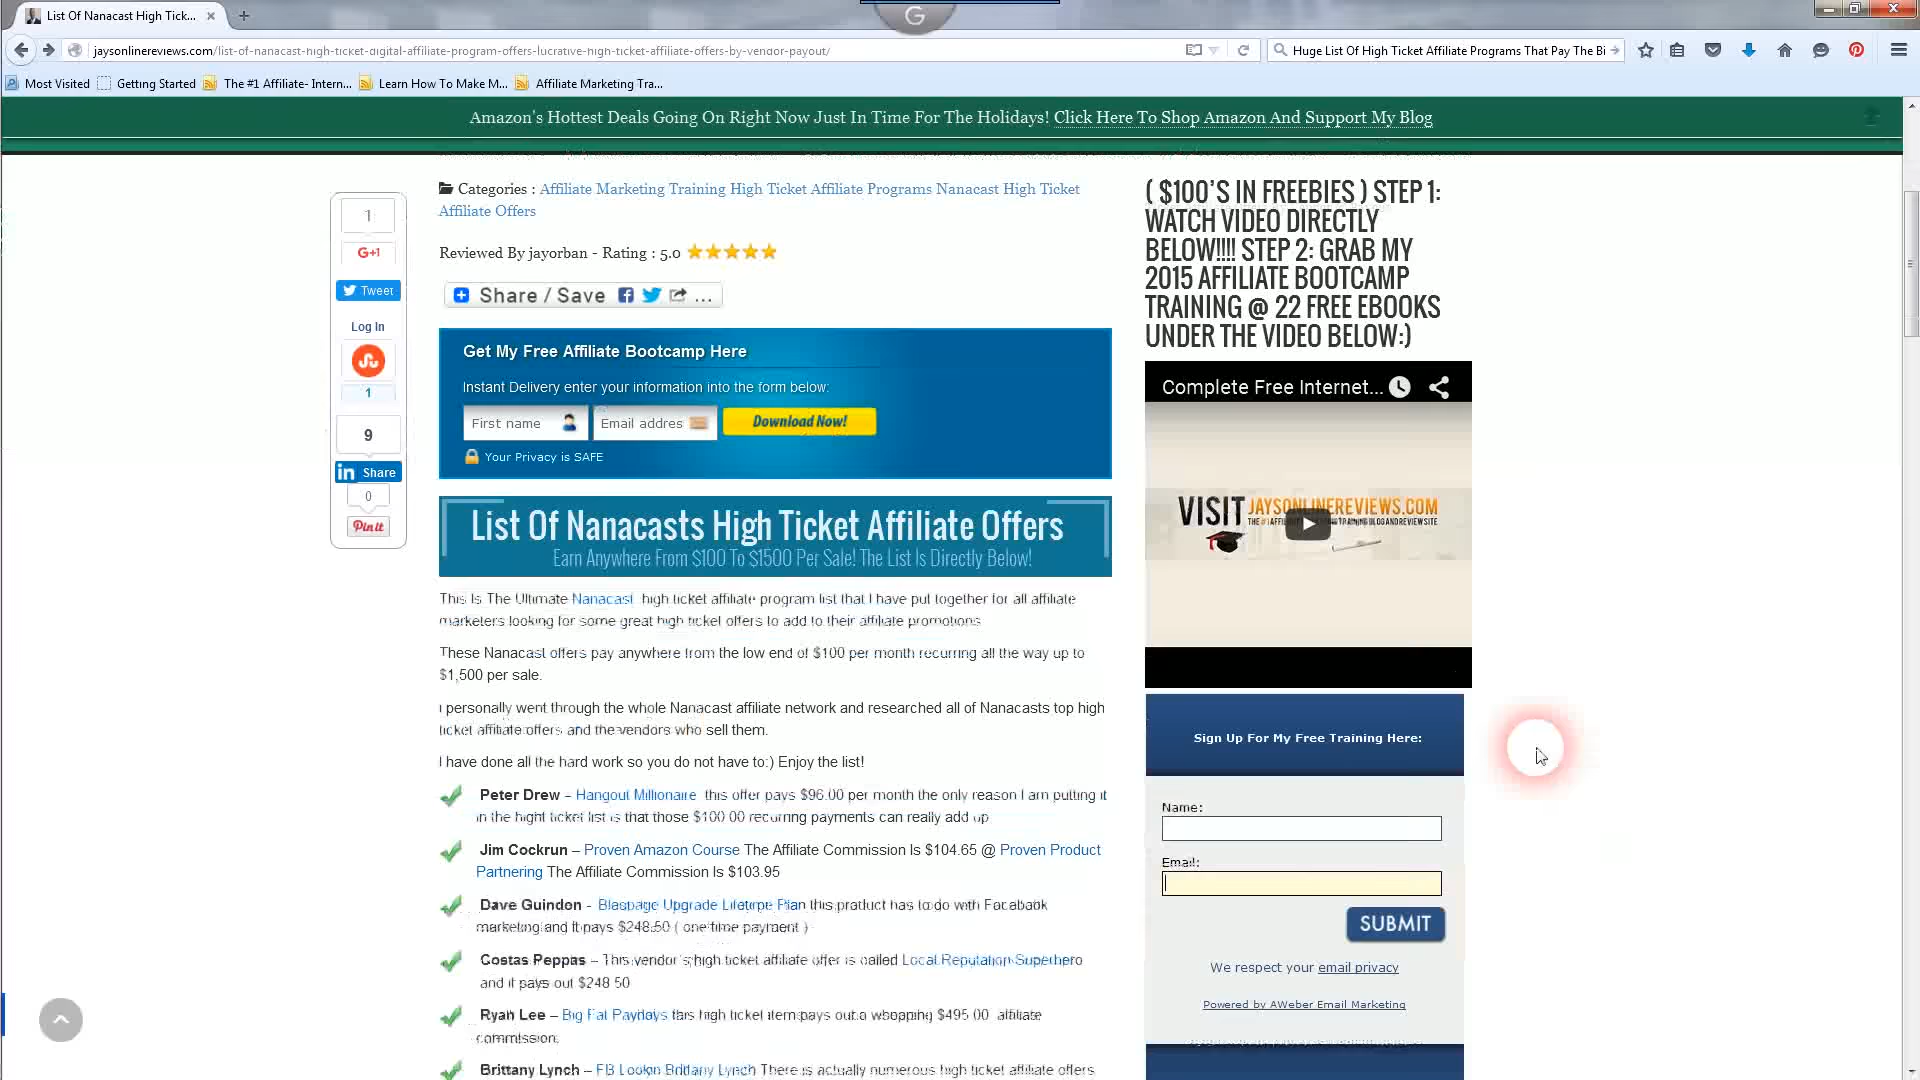 List Of Nanacast High Tick...
jaysonlinereviews.com/list-of-nanacast-high-ticket-digital-affiliate-program-offers-lucrative-high-ticket-affiliate-offers-by-vendor-payout/
Huge List Of High Ticket Affiliate Programs That Pay The Bi
Most Visited
Getting Started
The #1 Affiliate- Intern...
Learn How To Make M...
Affiliate Marketing Tra...
Amazon's Hottest Deals Going On Right Now Just In Time For The Holidays! Click Here To Shop Amazon And Support My Blog
1
G+1
Tweet
Log In
1
9
in Share
0
Pinit
Categories : Affiliate Marketing Training High Ticket Affiliate Programs Nanacast High Ticket
Affiliate Offers
Reviewed By jayorban - Rating : 5.0
Share / Save ...
Get My Free Affiliate Bootcamp Here
Instant Delivery enter your information into the form below:
First name
Email addres
Download Now!
Your Privacy is SAFE
List Of Nanacasts High Ticket Affiliate Offers
Earn Anywhere From $100 To $1500 Per Sale! The List Is Directly Below!
This Is The Ultimate Nanacast high ticket affiliate program list that I have put together for all affiliate
marketers looking for some great high ticket offers to add to their affiliate promotions
These Nanacast offers pay anywhere from the low end of $100 per month recurring all the way up to
$1,500 per sale.
I personally went through the whole Nanacast affiliate network and researched all of Nanacasts top high
ticket affiliate offers and the vendors who sell them.
I have done all the hard work so you do not have to:) Enjoy the list!
Peter Drew – Hangout Millionaire this offer pays $96.00 per month the only reason I am putting it
in the hight ticket list is that those $100.00 recurring payments can really add up
Jim Cockrun – Proven Amazon Course The Affiliate Commission Is $104.65 @ Proven Product
Partnering The Affiliate Commission Is $103.95
Dave Guindon - Upgrade Lifetime Plan this product has to do with Facebook
marketing and It pays $248.50 ( one time payment )
Costas Peppas – This vendor's high ticket affiliate offer is called Local Reputation Superhero
and it pays out $248.50
Ryan Lee – Big Fat Paydays this high ticket item pays out a whopping $495.00 affiliate
commission.
Brittany Lynch – FB Brittany Lynch There is actually numerous high ticket affiliate offers
( $100'S IN FREEBIES ) STEP 1:
WATCH VIDEO DIRECTLY
BELOW!!!! STEP 2: GRAB MY
2015 AFFILIATE BOOTCAMP
TRAINING @ 22 FREE EBOOKS
UNDER THE VIDEO BELOW:)
Complete Free Internet...
VISIT JAYSONLINEREVIEWS.COM
Sign Up For My Free Training Here:
Name:
Email:
SUBMIT
We respect your email privacy
Powered by AWeber Email Marketing